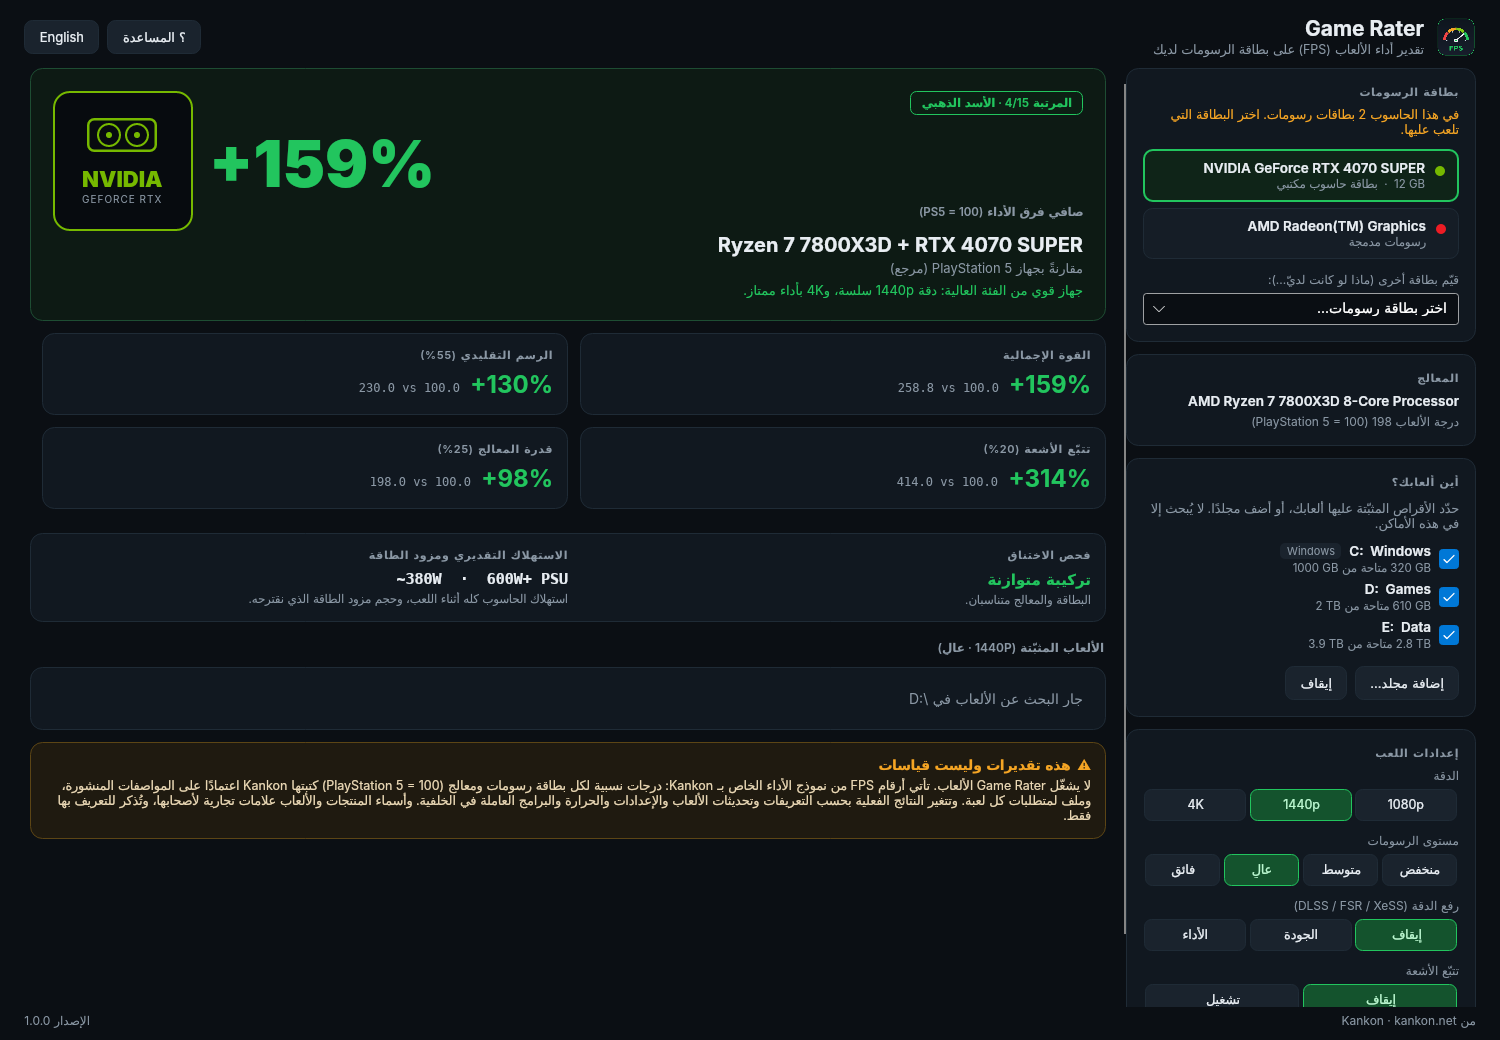 Game Rater
تقدير أداء الألعاب (FPS) على بطاقة الرسومات لديك
؟ المساعدة
English
بطاقة الرسومات
في هذا الحاسوب 2 بطاقات رسومات. اختر البطاقة التي
تلعب عليها.
NVIDIA GeForce RTX 4070 SUPER
12 GB · بطاقة حاسوب مكتبي
AMD Radeon(TM) Graphics
رسومات مدمجة
قيّم بطاقة أخرى (ماذا لو كانت لديّ...):
اختر بطاقة رسومات...
المعالج
AMD Ryzen 7 7800X3D 8-Core Processor
درجة الألعاب 198 (PlayStation 5 = 100)
أين ألعابك؟
حدّد الأقراص المثبّتة عليها ألعابك، أو أضف مجلدًا. لا يُبحث إلا
في هذه الأماكن.
C: Windows Windows
320 GB متاحة من 1000 GB
D: Games
610 GB متاحة من 2 TB
E: Data
2.8 TB متاحة من 3.9 TB
إضافة مجلد...
إيقاف
إعدادات اللعب
الدقة
1080p
1440p
4K
مستوى الرسومات
منخفض
متوسط
عالٍ
فائق
رفع الدقة (DLSS / FSR / XeSS)
إيقاف
الجودة
الأداء
تتبّع الأشعة
إيقاف
تشغيل
المرتبة 4/15 · الأسد الذهبي
+159%
NVIDIA
GEFORCE RTX
صافي فرق الأداء (PS5 = 100)
Ryzen 7 7800X3D + RTX 4070 SUPER
مقارنةً بجهاز PlayStation 5 (مرجع)
جهاز قوي من الفئة العالية: دقة 1440p سلسة، و4K بأداء ممتاز.
القوة الإجمالية
+159% 258.8 vs 100.0
الرسم التقليدي (55%)
+130% 230.0 vs 100.0
تتبّع الأشعة (20%)
+314% 414.0 vs 100.0
قدرة المعالج (25%)
+98% 198.0 vs 100.0
فحص الاختناق
تركيبة متوازنة
البطاقة والمعالج متناسبان.
الاستهلاك التقديري ومزود الطاقة
~380W · 600W+ PSU
استهلاك الحاسوب كله أثناء اللعب، وحجم مزود الطاقة الذي نقترحه.
الألعاب المثبّتة (1440P · عالٍ)
جار البحث عن الألعاب في D:\
⚠ هذه تقديرات وليست قياسات
لا يشغّل Game Rater الألعاب. تأتي أرقام FPS من نموذج الأداء الخاص بـ Kankon: درجات نسبية لكل بطاقة رسومات ومعالج (PlayStation 5 = 100) كتبتها Kankon اعتمادًا على المواصفات المنشورة،
وملف لمتطلبات كل لعبة. وتتغير النتائج الفعلية بحسب التعريفات وتحديثات الألعاب والإعدادات والحرارة والبرامج العاملة في الخلفية. وأسماء المنتجات والألعاب علامات تجارية لأصحابها، وتُذكر للتعريف بها
فقط.
من Kankon · kankon.net
الإصدار 1.0.0